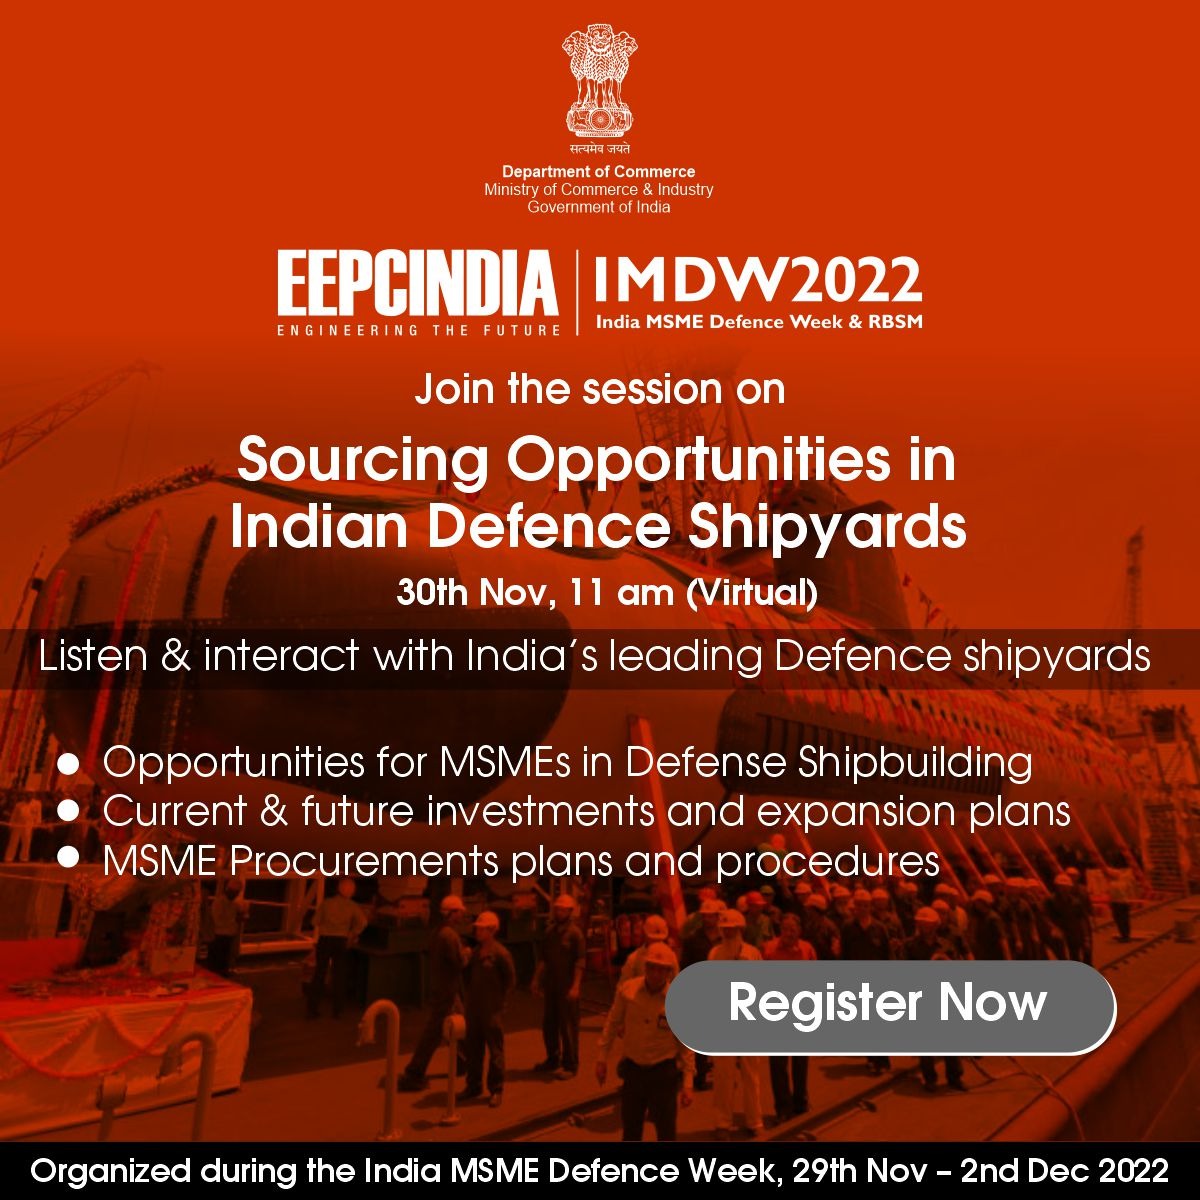 सत्यमेव जयते
Department of Commerce
Ministry of Commerce & Industry
Government of India
EEPCINDIA
ENGINEERING THE FUTURE
IMDW2022
India MSME Defence Week & RBSM
Join the session on
Sourcing Opportunities in
Indian Defence Shipyards
30th Nov, 11 am (Virtual)
Listen & interact with India's leading Defence shipyards
● Opportunities for MSMEs in Defense Shipbuilding
● Current & future investments and expansion plans
● MSME Procurements plans and procedures
Register Now
Organized during the India MSME Defence Week, 29th Nov – 2nd Dec 2022